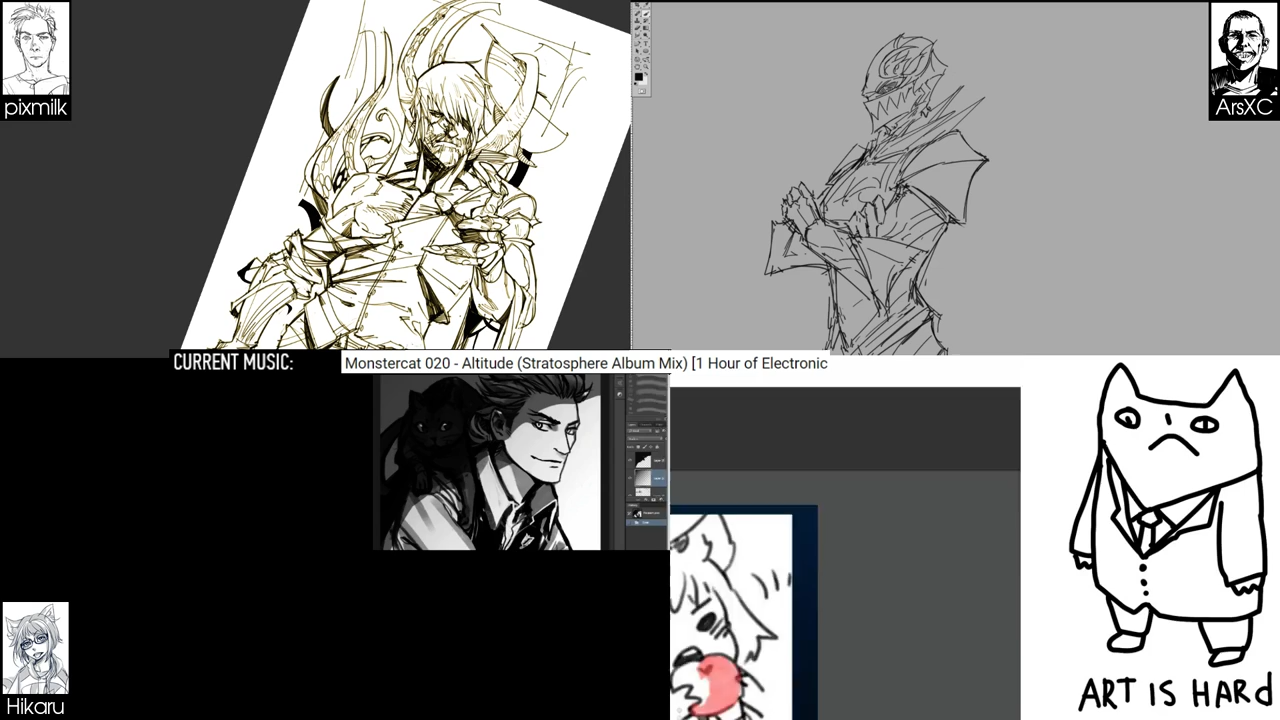 pixmilk
ArsXC
CURRENT MUSIC:
Monstercat 020 - Altitude (Stratosphere Album Mix) [1 Hour of Electronic
Hikaru
ART IS HARd